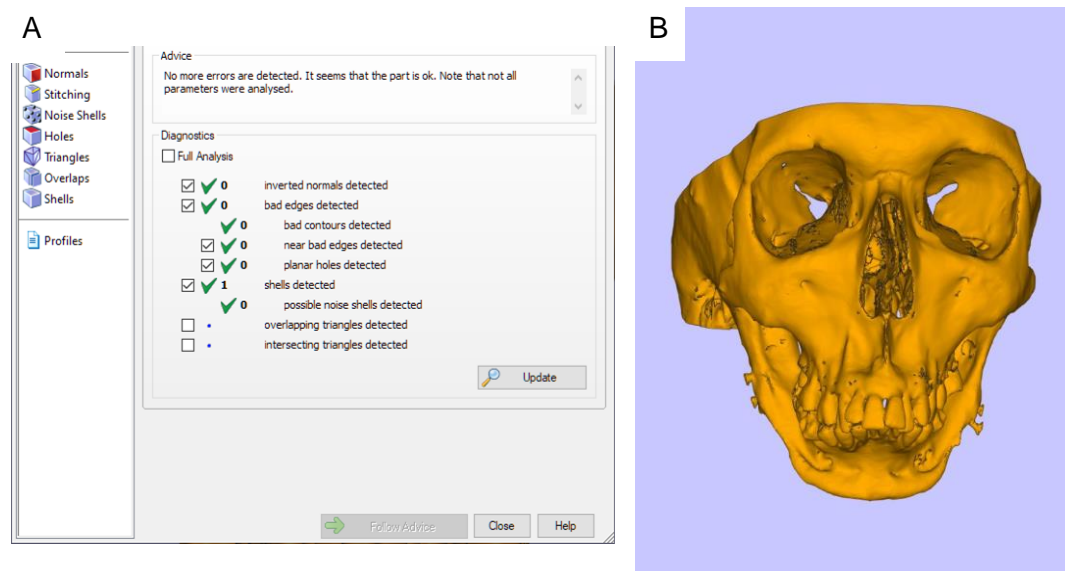 A
B
Normals
Stitching
Noise Shells
Holes
Triangles
Overlaps
Shells
Profiles
Advice
No more errors are detected. It seems that the part is ok. Note that not all
parameters were analysed.
Diagnostics
Full Analysis
0 inverted normals detected
0 bad edges detected
0 bad contours detected
0 near bad edges detected
0 planar holes detected
1 shells detected
0 possible noise shells detected
overlapping triangles detected
intersecting triangles detected
Update
Follow Advice
Close
Help